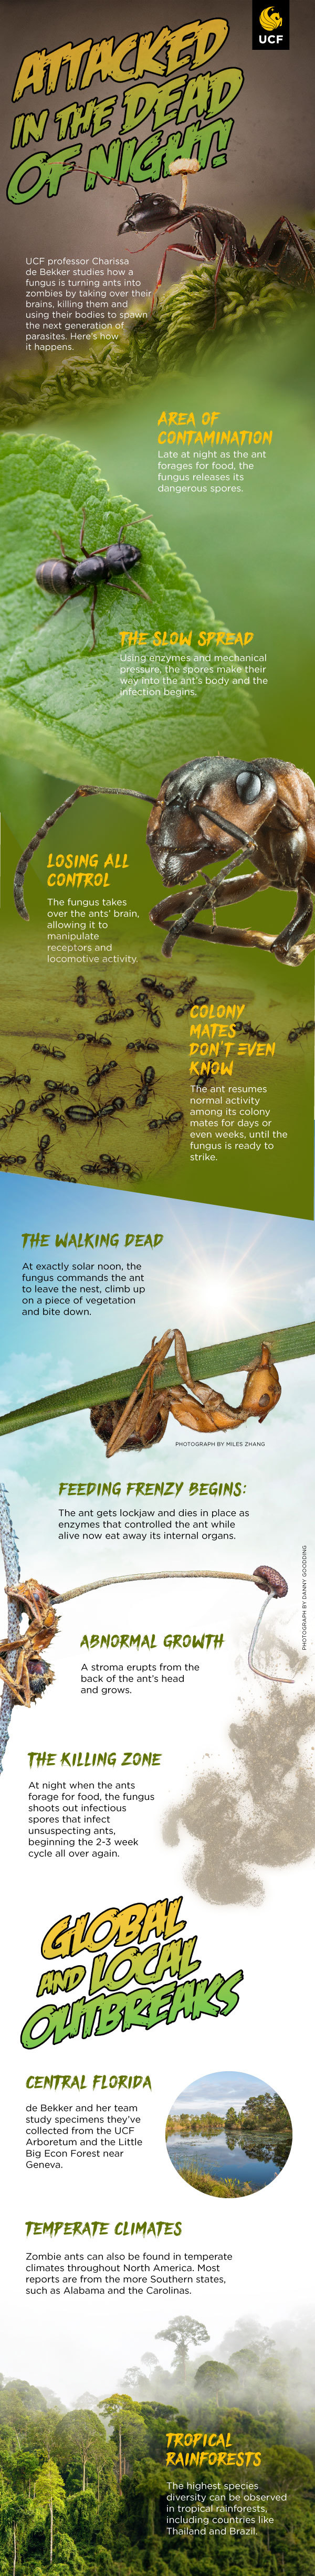 UCF
ATTACKED
IN THE DEAD
OF NIGHT!
UCF professor Charissa
de Bekker studies how a
fungus is turning ants into
zombies by taking over their
brains, killing them and
using their bodies to spawn
the next generation of
parasites. Here's how
it happens.
AREA OF
CONTAMINATION
Late at night as the ant
forages for food, the
fungus releases its
dangerous spores.
THE SLOW SPREAD
Using enzymes and mechanical
pressure, the spores make their
way into the ant's body and the
infection begins.
LOSING ALL
CONTROL
The fungus takes
over the ants' brain,
allowing it to
manipulate
receptors and
locomotive activity.
COLONY
MATES
DON'T EVEN
KNOW
The ant resumes
normal activity
among its colony
mates for days or
even weeks, until the
fungus is ready to
strike.
THE WALKING DEAD
At exactly solar noon, the
fungus commands the ant
to leave the nest, climb up
on a piece of vegetation
and bite down.
PHOTOGRAPH BY MILES ZHANG
FEEDING FRENZY BEGINS:
The ant gets lockjaw and dies in place as
enzymes that controlled the ant while
alive now eat away its internal organs.
PHOTOGRAPH BY DANNY GOODDING
ABNORMAL GROWTH
A stroma erupts from the
back of the ant's head
and grows.
THE KILLING ZONE
At night when the ants
forage for food, the fungus
shoots out infectious
spores that infect
unsuspecting ants,
beginning the 2-3 week
cycle all over again.
GLOBAL
AND LOCAL
OUTBREAKS
CENTRAL FLORIDA
de Bekker and her team
study specimens they've
collected from the UCF
Arboretum and the Little
Big Econ Forest near
Geneva.
TEMPERATE CLIMATES
Zombie ants can also be found in temperate
climates throughout North America. Most
reports are from the more Southern states,
such as Alabama and the Carolinas.
TROPICAL
RAINFORESTS
The highest species
diversity can be observed
in tropical rainforests,
including countries like
Thailand and Brazil.